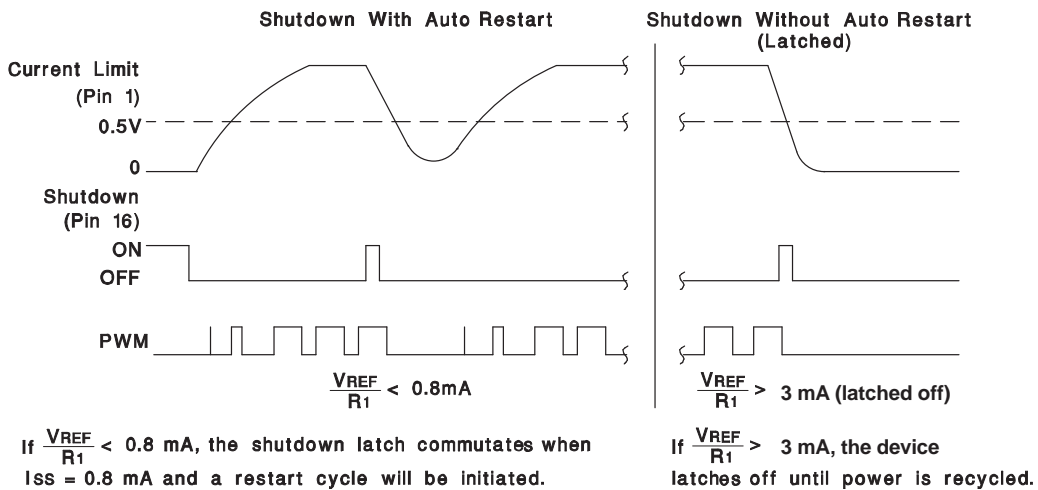 Shutdown With Auto Restart
Shutdown Without Auto Restart
(Latched)
Current Limit
(Pin 1)
0.5V
0
Shutdown
(Pin 16)
ON
OFF
PWM
VREF
R1
< 0.8mA
VREF
R1
> 3 mA (latched off)
If VREF/R1 < 0.8 mA, the shutdown latch commutates when
Iss = 0.8 mA and a restart cycle will be initiated.
If VREF/R1 > 3 mA, the device
latches off until power is recycled.